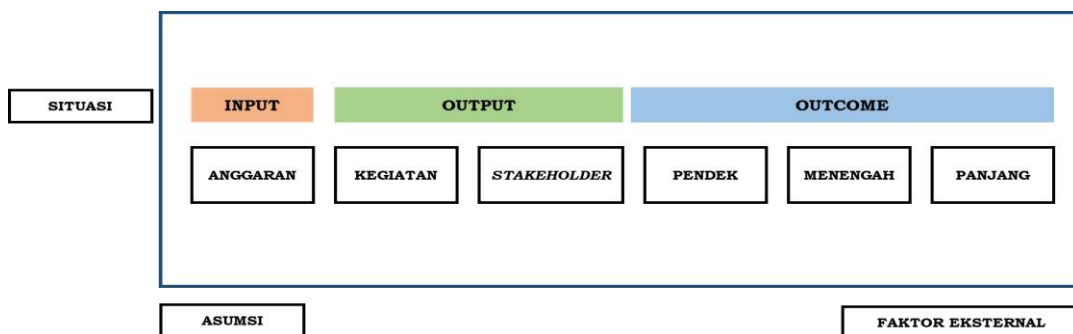 SITUASI
INPUT
OUTPUT
OUTCOME
ANGGARAN
KEGIATAN
STAKEHOLDER
PENDEK
MENENGAH
PANJANG
ASUMSI
FAKTOR EKSTERNAL